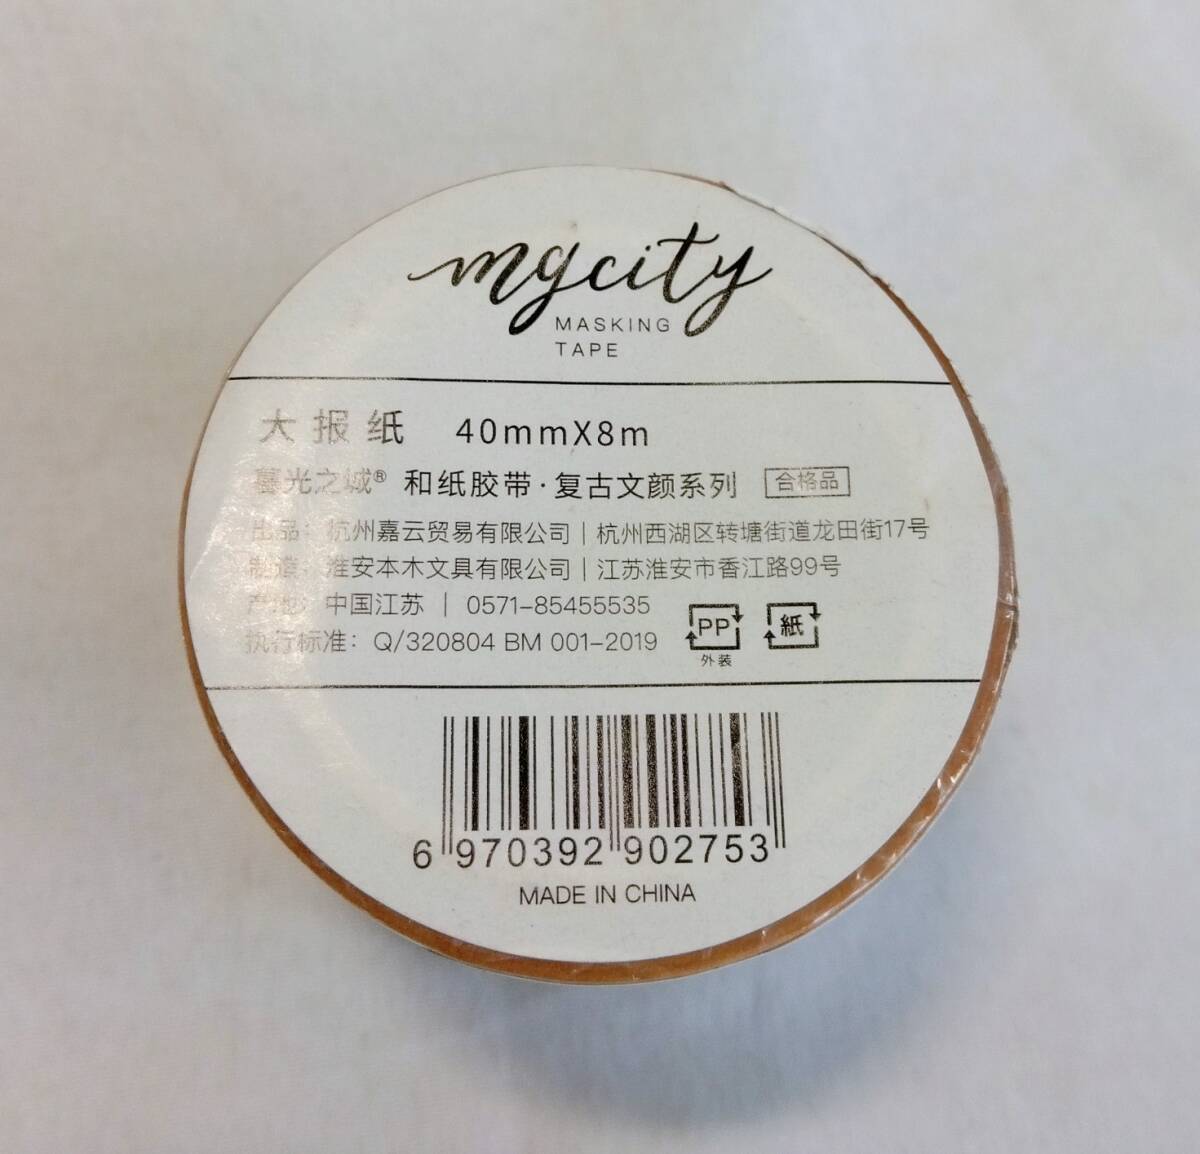 mgcity
MASKING
TAPE
大报纸 40mmX8m
暮光之城® 和纸胶带·复古文颜系列 合格品
出品：杭州嘉云贸易有限公司｜杭州西湖区转塘街道龙田街17号
制造：淮安本木文具有限公司｜江苏淮安市香江路99号
产地：中国江苏｜0571-85455535
执行标准：Q/320804 BM 001-2019
PP 紙
外装
6 970392 902753
MADE IN CHINA